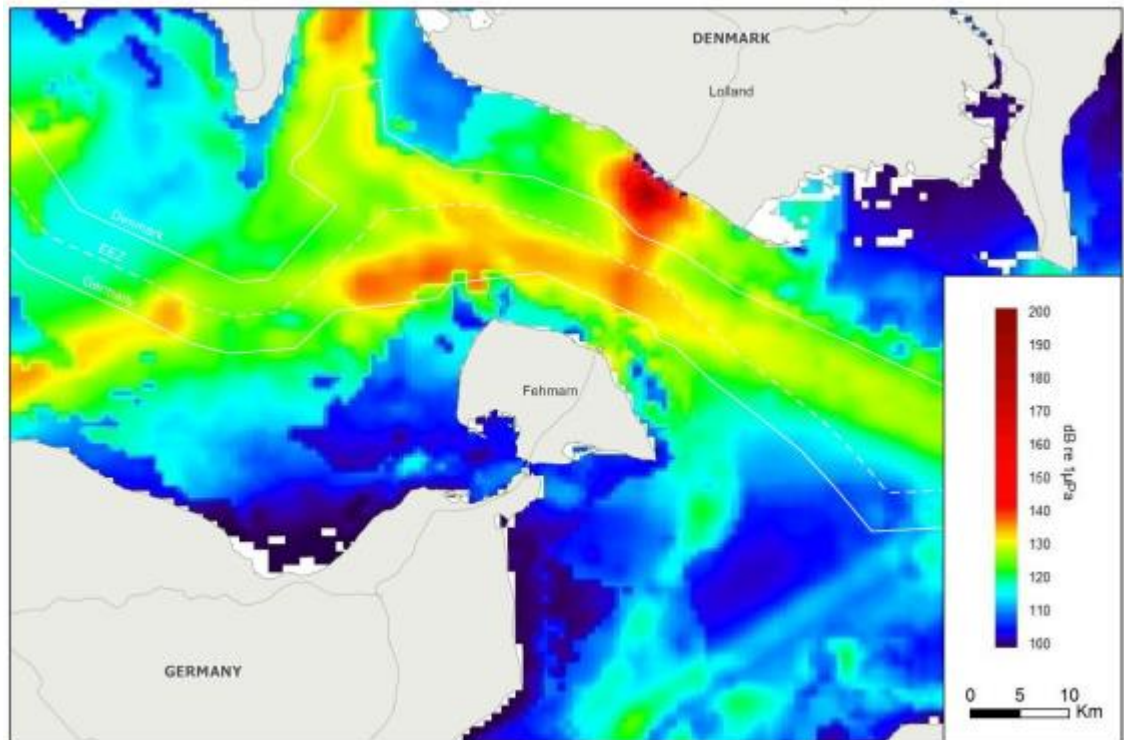 DENMARK
Lolland
Denmark
EEZ
Germany
Fehmarn
GERMANY
200
190
180
170
160
150
140
130
120
110
100
dB re 1µPa
0 5 10
Km